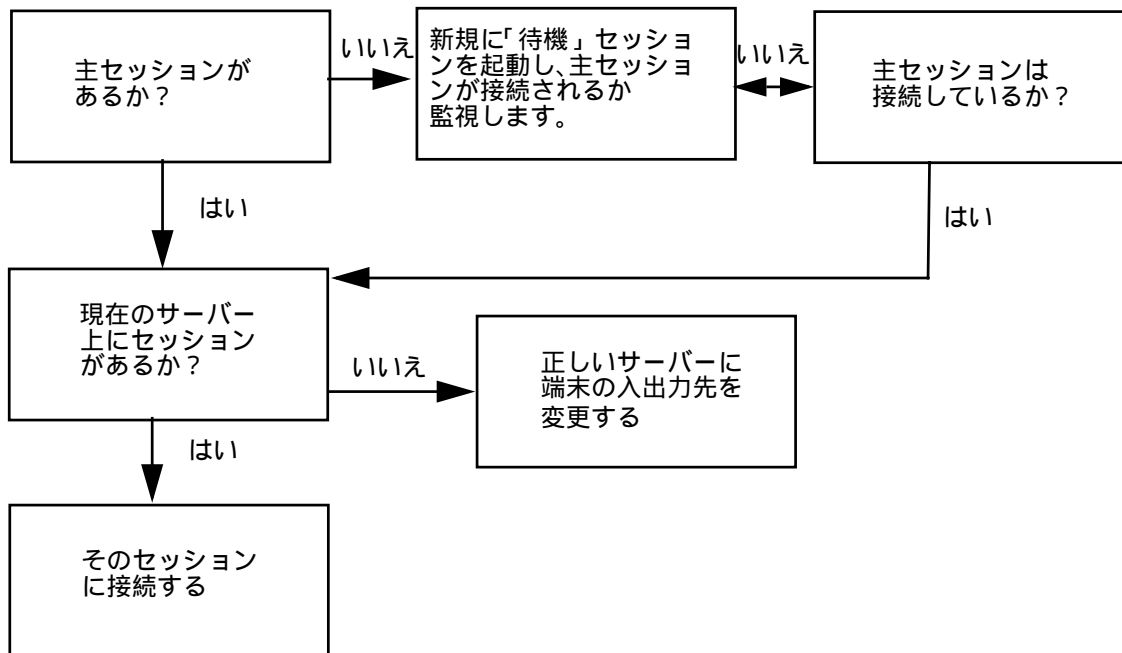 主セッションが
あるか？
いいえ
新規に「待機」セッショ
ンを起動し、主セッショ
ンが接続されるか
監視します。
いいえ
主セッションは
接続しているか？
はい
はい
現在のサーバー
上にセッション
があるか？
いいえ
正しいサーバーに
端末の入出力先を
変更する
はい
そのセッション
に接続する